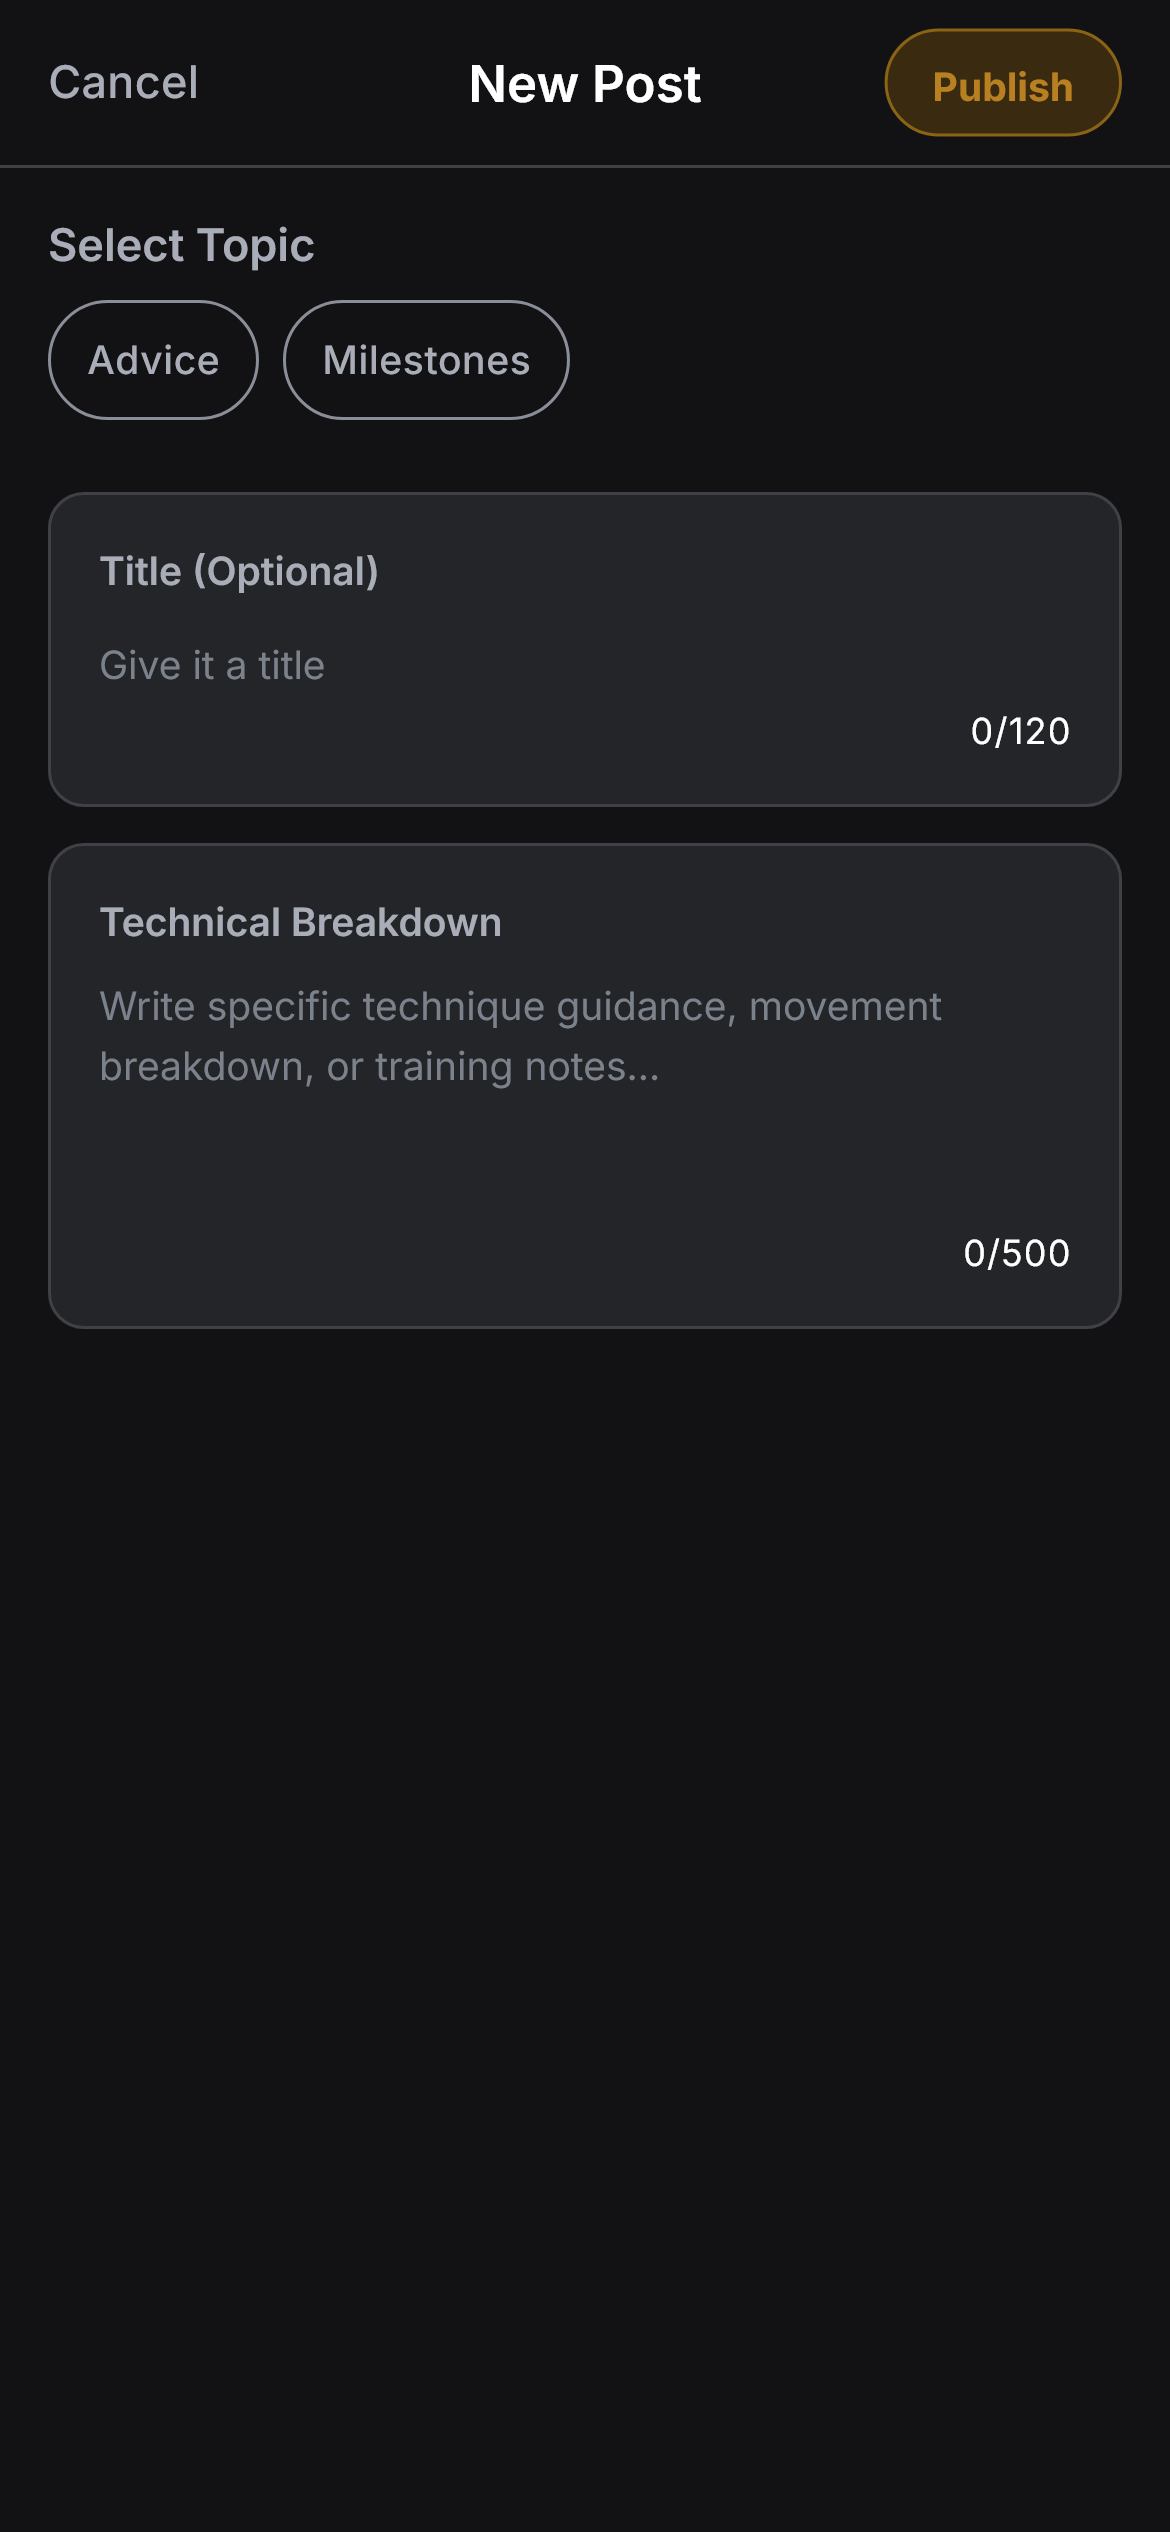 Cancel
New Post
Publish
Select Topic
Advice
Milestones
Title (Optional)
Give it a title
0/120
Technical Breakdown
Write specific technique guidance, movement
breakdown, or training notes...
0/500